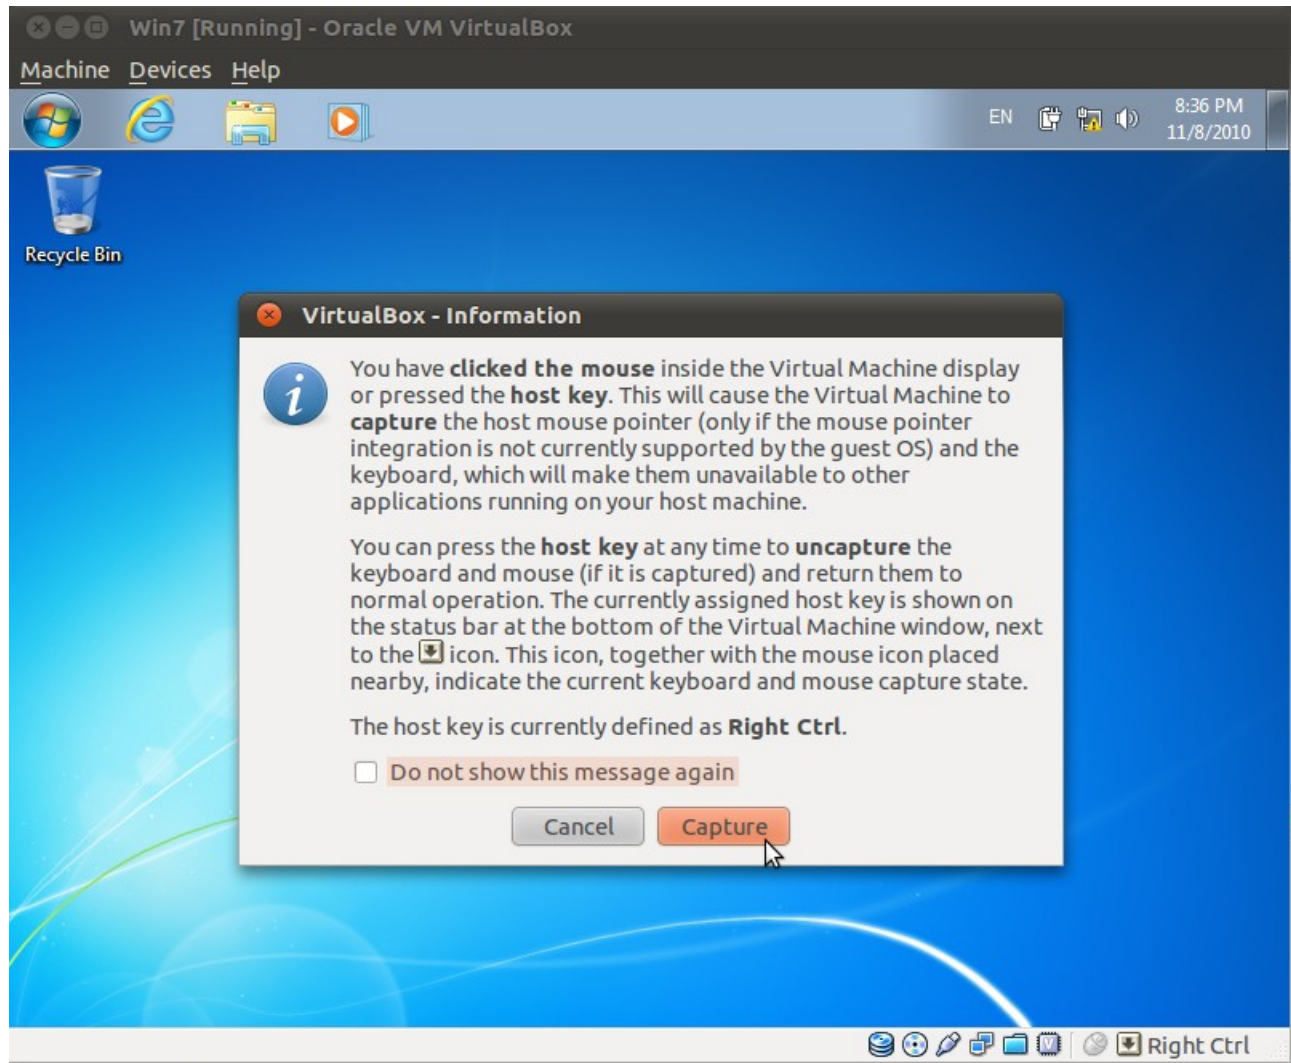 Win7 [Running] - Oracle VM VirtualBox
Machine Devices Help
EN
8:36 PM
11/8/2010
Recycle Bin
VirtualBox - Information
You have clicked the mouse inside the Virtual Machine display
or pressed the host key. This will cause the Virtual Machine to
capture the host mouse pointer (only if the mouse pointer
integration is not currently supported by the guest OS) and the
keyboard, which will make them unavailable to other
applications running on your host machine.
You can press the host key at any time to uncapture the
keyboard and mouse (if it is captured) and return them to
normal operation. The currently assigned host key is shown on
the status bar at the bottom of the Virtual Machine window, next
to the icon. This icon, together with the mouse icon placed
nearby, indicate the current keyboard and mouse capture state.
The host key is currently defined as Right Ctrl.
Do not show this message again
Cancel Capture
Right Ctrl